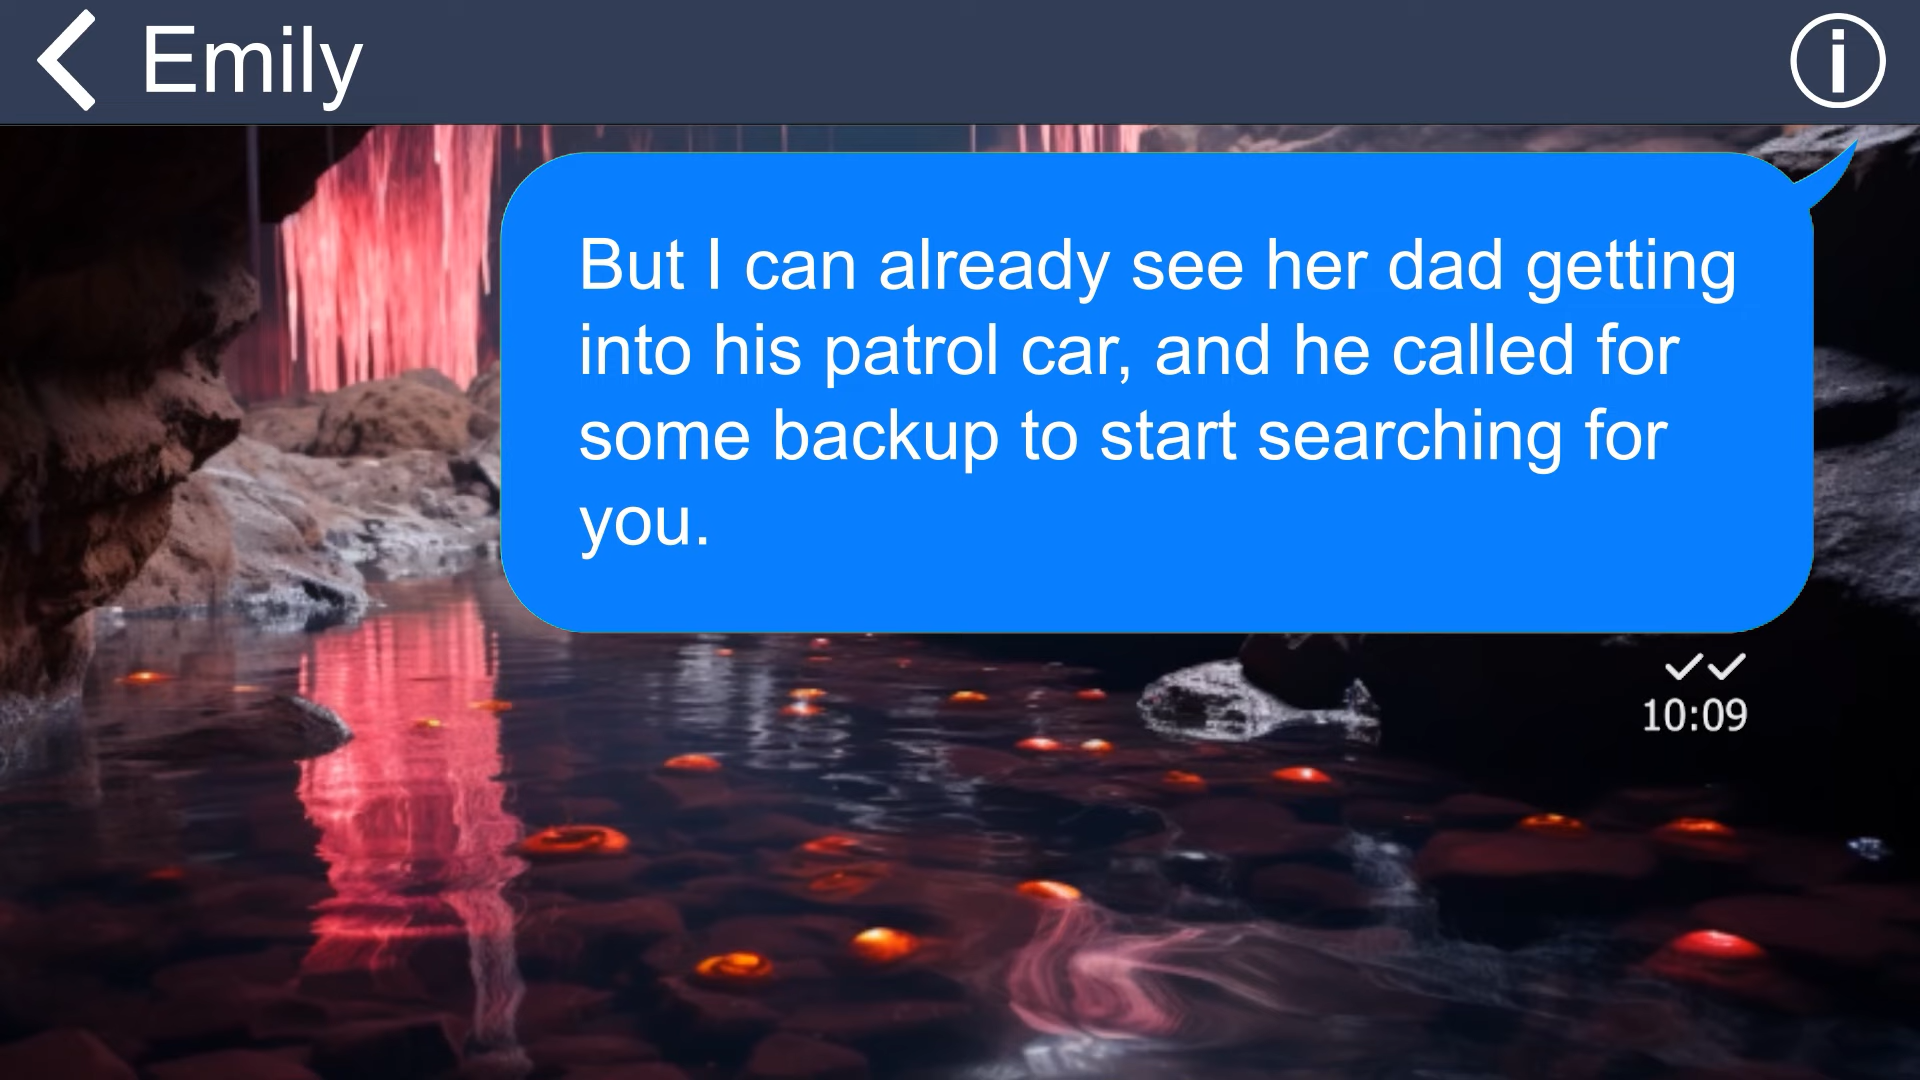 Emily
But I can already see her dad getting
into his patrol car, and he called for
some backup to start searching for
you.
10:09